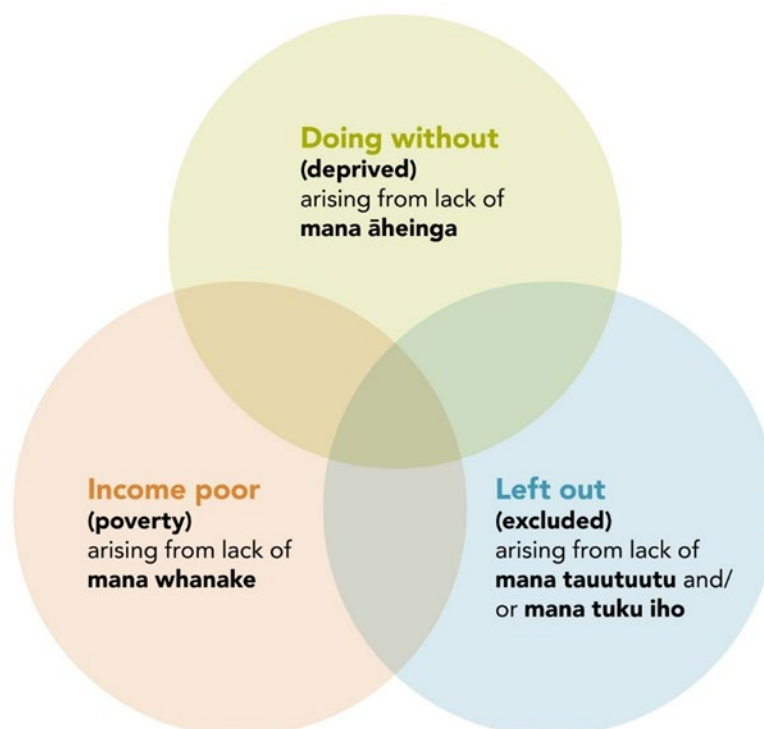 Doing without
(deprived)
arising from lack of
mana āheinga
Income poor
(poverty)
arising from lack of
mana whanake
Left out
(excluded)
arising from lack of
mana tauutuutu and/
or mana tuku iho